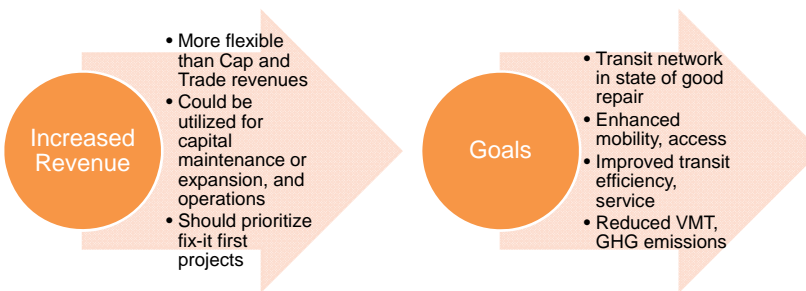 Increased
Revenue
• More flexible
than Cap and
Trade revenues
• Could be
utilized for
capital
maintenance or
expansion, and
operations
• Should prioritize
fix-it first
projects
Goals
• Transit network
in state of good
repair
• Enhanced
mobility, access
• Improved transit
efficiency,
service
• Reduced VMT,
GHG emissions